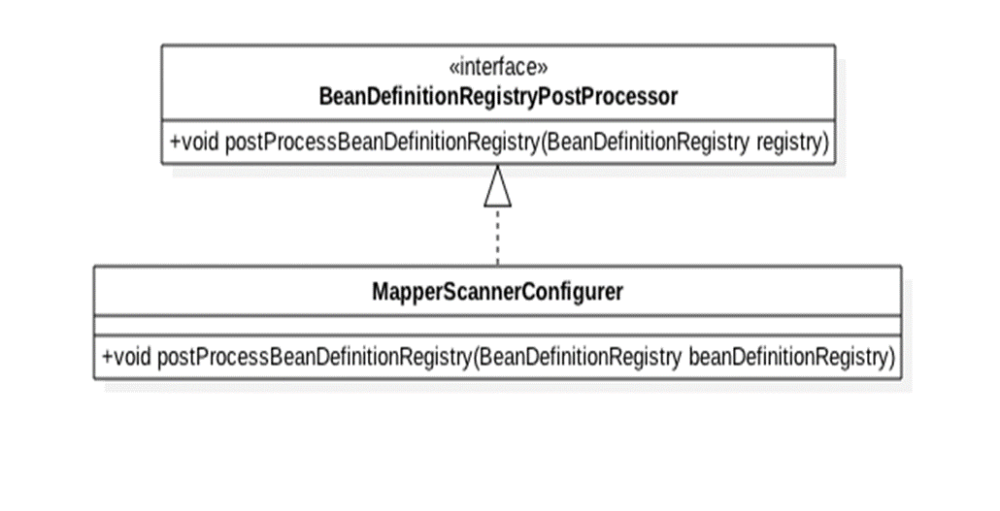 «interface»
BeanDefinitionRegistryPostProcessor
+void postProcessBeanDefinitionRegistry(BeanDefinitionRegistry registry)
MapperScannerConfigurer
+void postProcessBeanDefinitionRegistry(BeanDefinitionRegistry beanDefinitionRegistry)